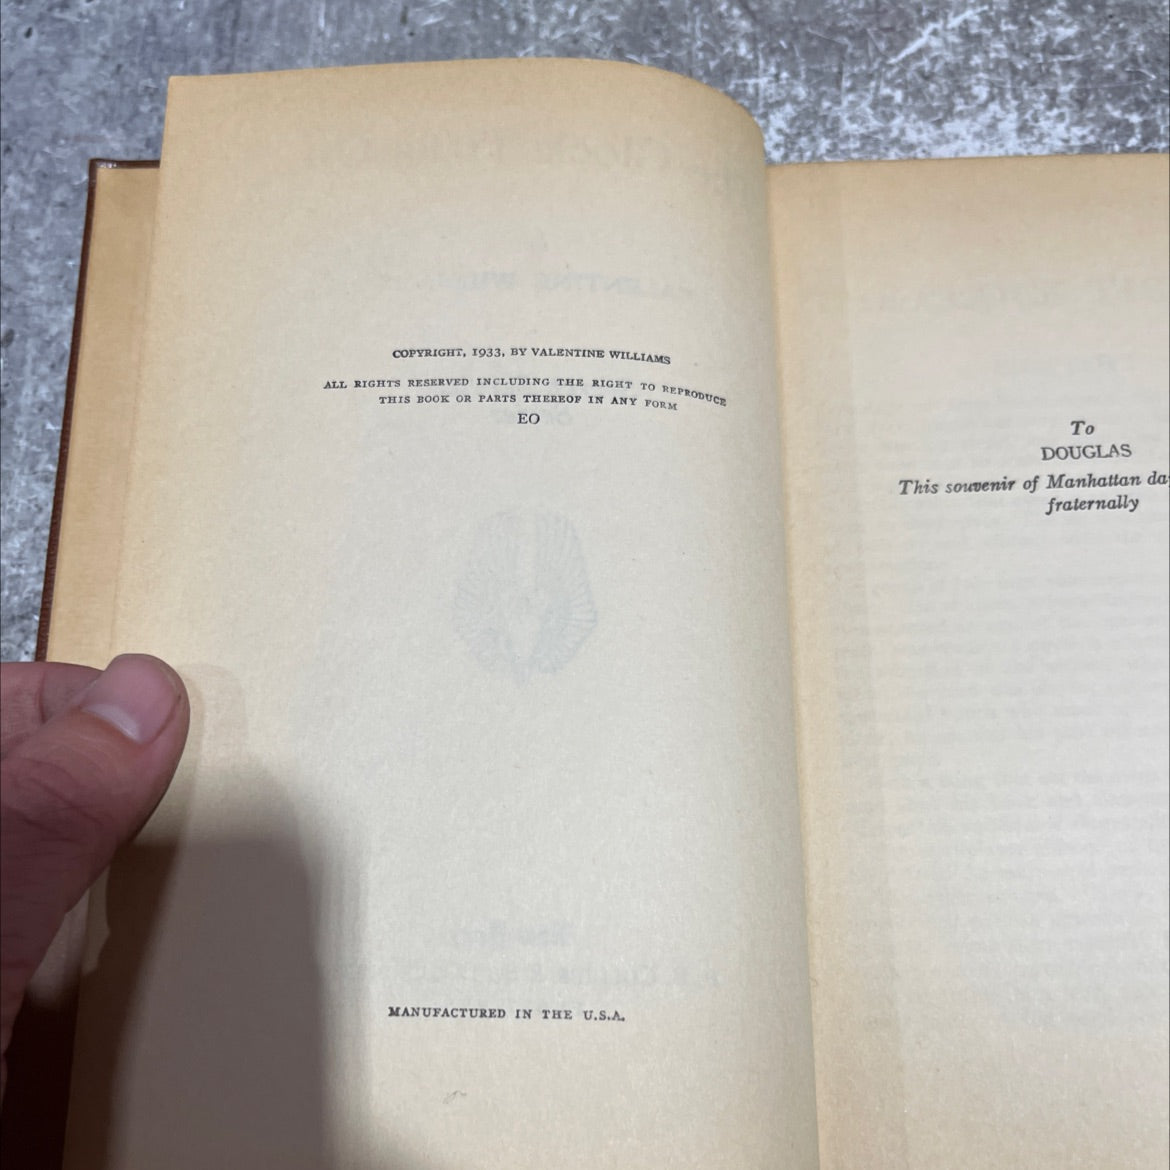 COPYRIGHT, 1933, BY VALENTINE WILLIAMS
ALL RIGHTS RESERVED INCLUDING THE RIGHT TO REPRODUCE
THIS BOOK OR PARTS THEREOF IN ANY FORM
EO
MANUFACTURED IN THE U.S.A.
To
DOUGLAS
This souvenir of Manhattan
fraternally